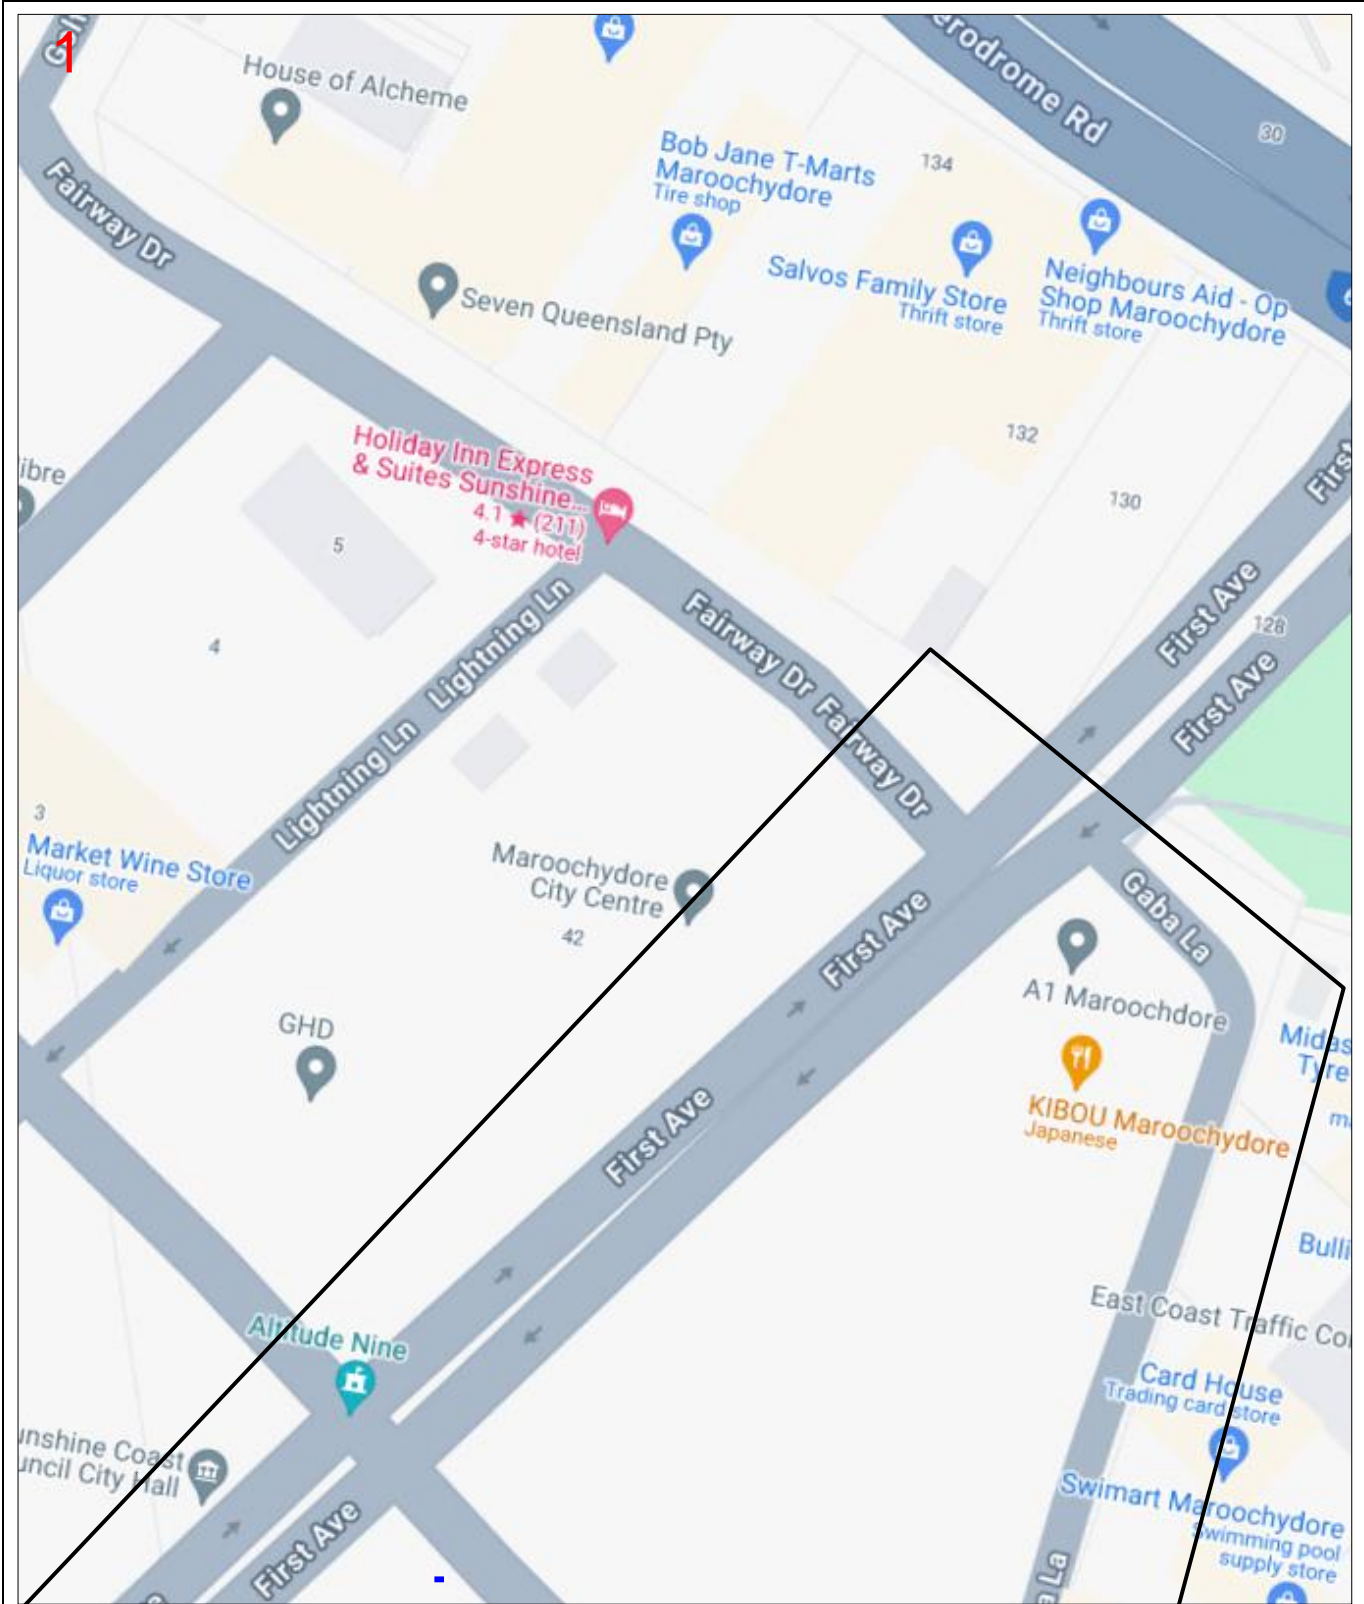 1
House of Alcheme
erodrome Rd
30
Fairway Dr
Bob Jane T-Marts
Maroochydore
Tire shop
134
Salvos Family Store
Thrift store
Neighbours Aid - Op
Shop Maroochydore
Thrift store
Seven Queensland Pty
132
130
First
Holiday Inn Express
& Suites Sunshine...
4.1 ★ (211)
4-star hotel
ibre
5
4
Lightning Ln
Fairway Dr
Fairway Dr
First Ave
128
First Ave
Lightning Ln
3
Market Wine Store
Liquor store
Maroochydore
City Centre
42
Gaba La
First Ave
A1 Maroochdore
GHD
Midas
Tyre
KIBOU Maroochydore
Japanese
First Ave
Bulli
East Coast Traffic Co
Altitude Nine
Card House
Trading card store
unshine Coast
uncil City Hall
Swimart Maroochydore
Swimming pool
supply store
First Ave
a La